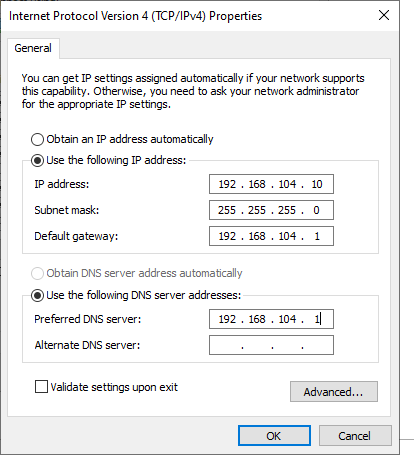 Internet Protocol Version 4 (TCP/IPv4) Properties
General
You can get IP settings assigned automatically if your network supports
this capability. Otherwise, you need to ask your network administrator
for the appropriate IP settings.
Obtain an IP address automatically
Use the following IP address:
IP address: 192 . 168 . 104 . 10
Subnet mask: 255 . 255 . 255 . 0
Default gateway: 192 . 168 . 104 . 1
Obtain DNS server address automatically
Use the following DNS server addresses:
Preferred DNS server: 192 . 168 . 104 . 1
Alternate DNS server: . . .
Validate settings upon exit
Advanced...
OK Cancel